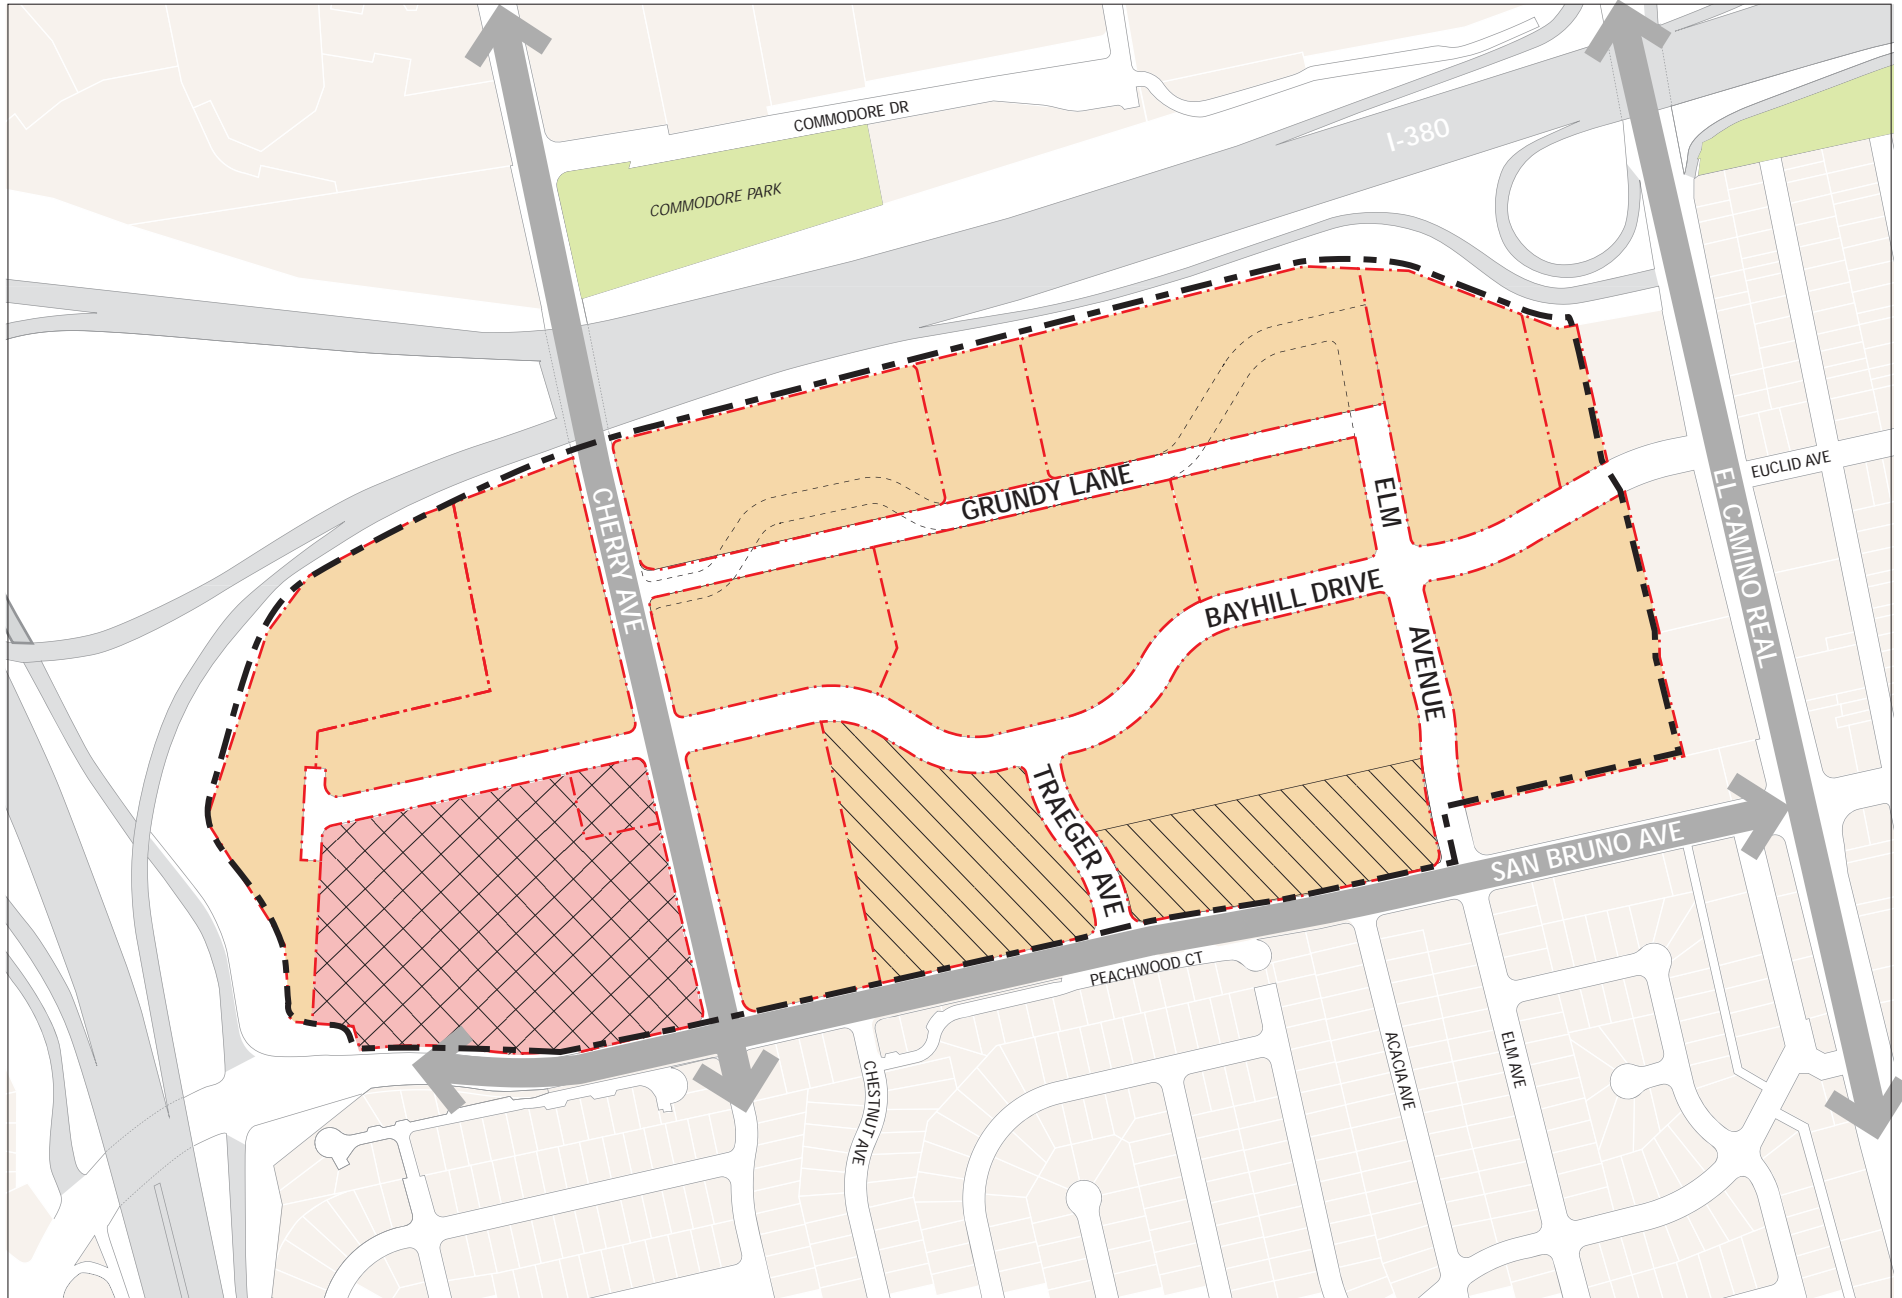 COMMODORE DR
I-380
COMMODORE PARK
EUCLID AVE
GRUNDY LANE
ELM
AVENUE
CHERRY AVE
EL CAMINO REAL
BAYHILL DRIVE
TRAEGER AVE
SAN BRUNO AVE
PEACHWOOD CT
CHESTNUT AVE
ACACIA AVE
ELM AVE